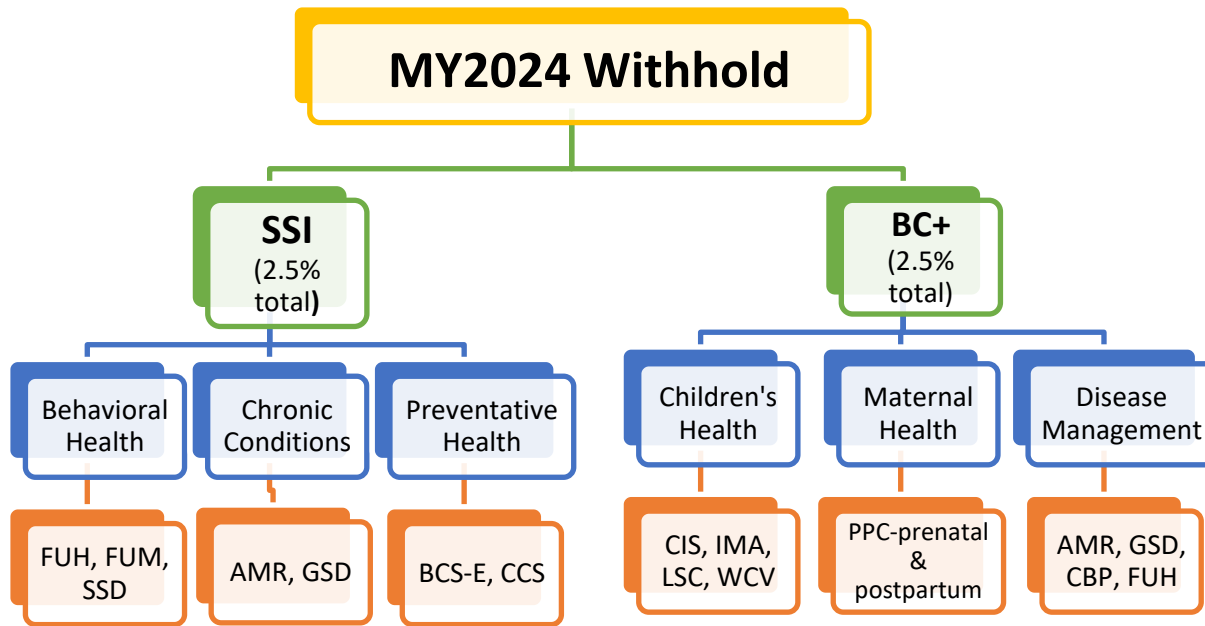 MY2024 Withhold
SSI
(2.5%
total)
BC+
(2.5%
total)
Behavioral
Health
Chronic
Conditions
Preventative
Health
Children's
Health
Maternal
Health
Disease
Management
FUH, FUM,
SSD
AMR, GSD
BCS-E, CCS
CIS, IMA,
LSC, WCV
PPC-prenatal
&
postpartum
AMR, GSD,
CBP, FUH